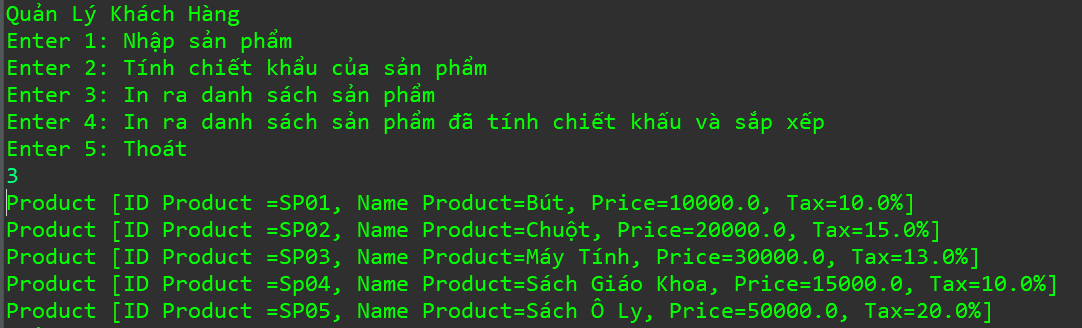 Quản Lý Khách Hàng
Enter 1: Nhập sản phẩm
Enter 2: Tính chiết khẩu của sản phẩm
Enter 3: In ra danh sách sản phẩm
Enter 4: In ra danh sách sản phẩm đã tính chiết khấu và sắp xếp
Enter 5: Thoát
3
Product [ID Product =SP01, Name Product=Bút, Price=10000.0, Tax=10.0%]
Product [ID Product =SP02, Name Product=Chuột, Price=20000.0, Tax=15.0%]
Product [ID Product =SP03, Name Product=Máy Tính, Price=30000.0, Tax=13.0%]
Product [ID Product =Sp04, Name Product=Sách Giáo Khoa, Price=15000.0, Tax=10.0%]
Product [ID Product =SP05, Name Product=Sách Ô Ly, Price=50000.0, Tax=20.0%]